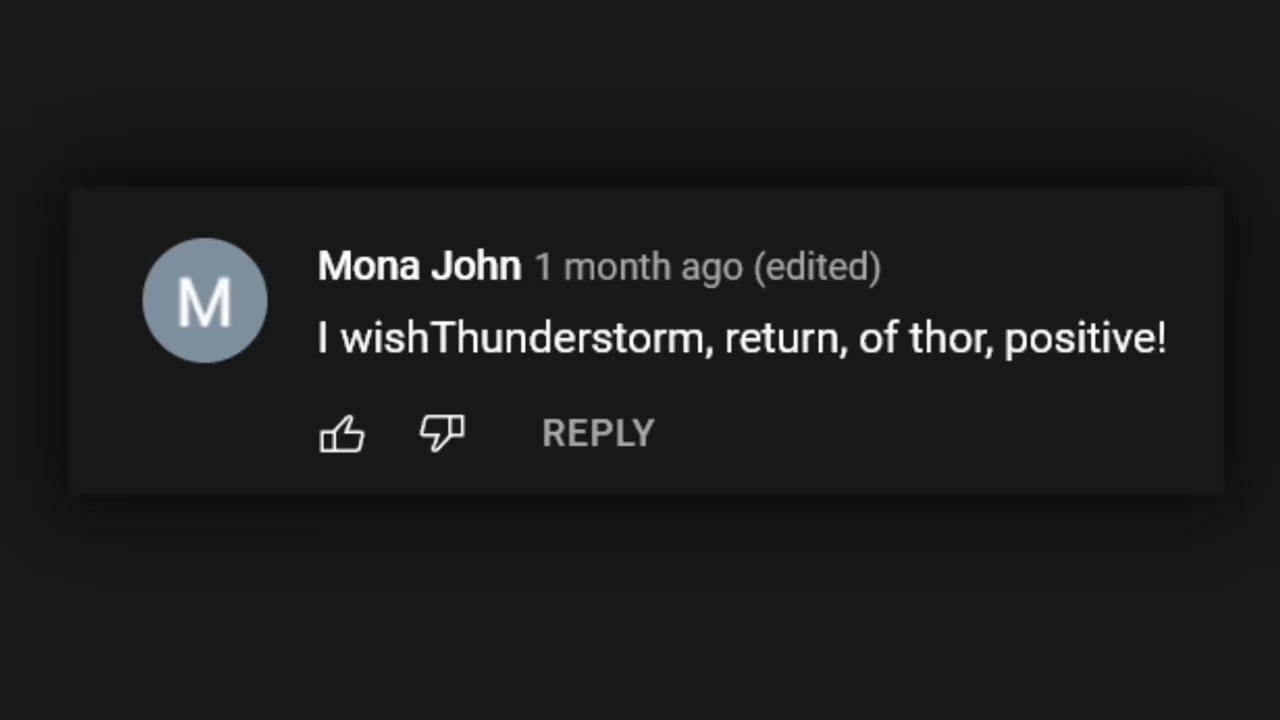 M
Mona John 1 month ago (edited)
I wishThunderstorm, return, of thor, positive!
REPLY